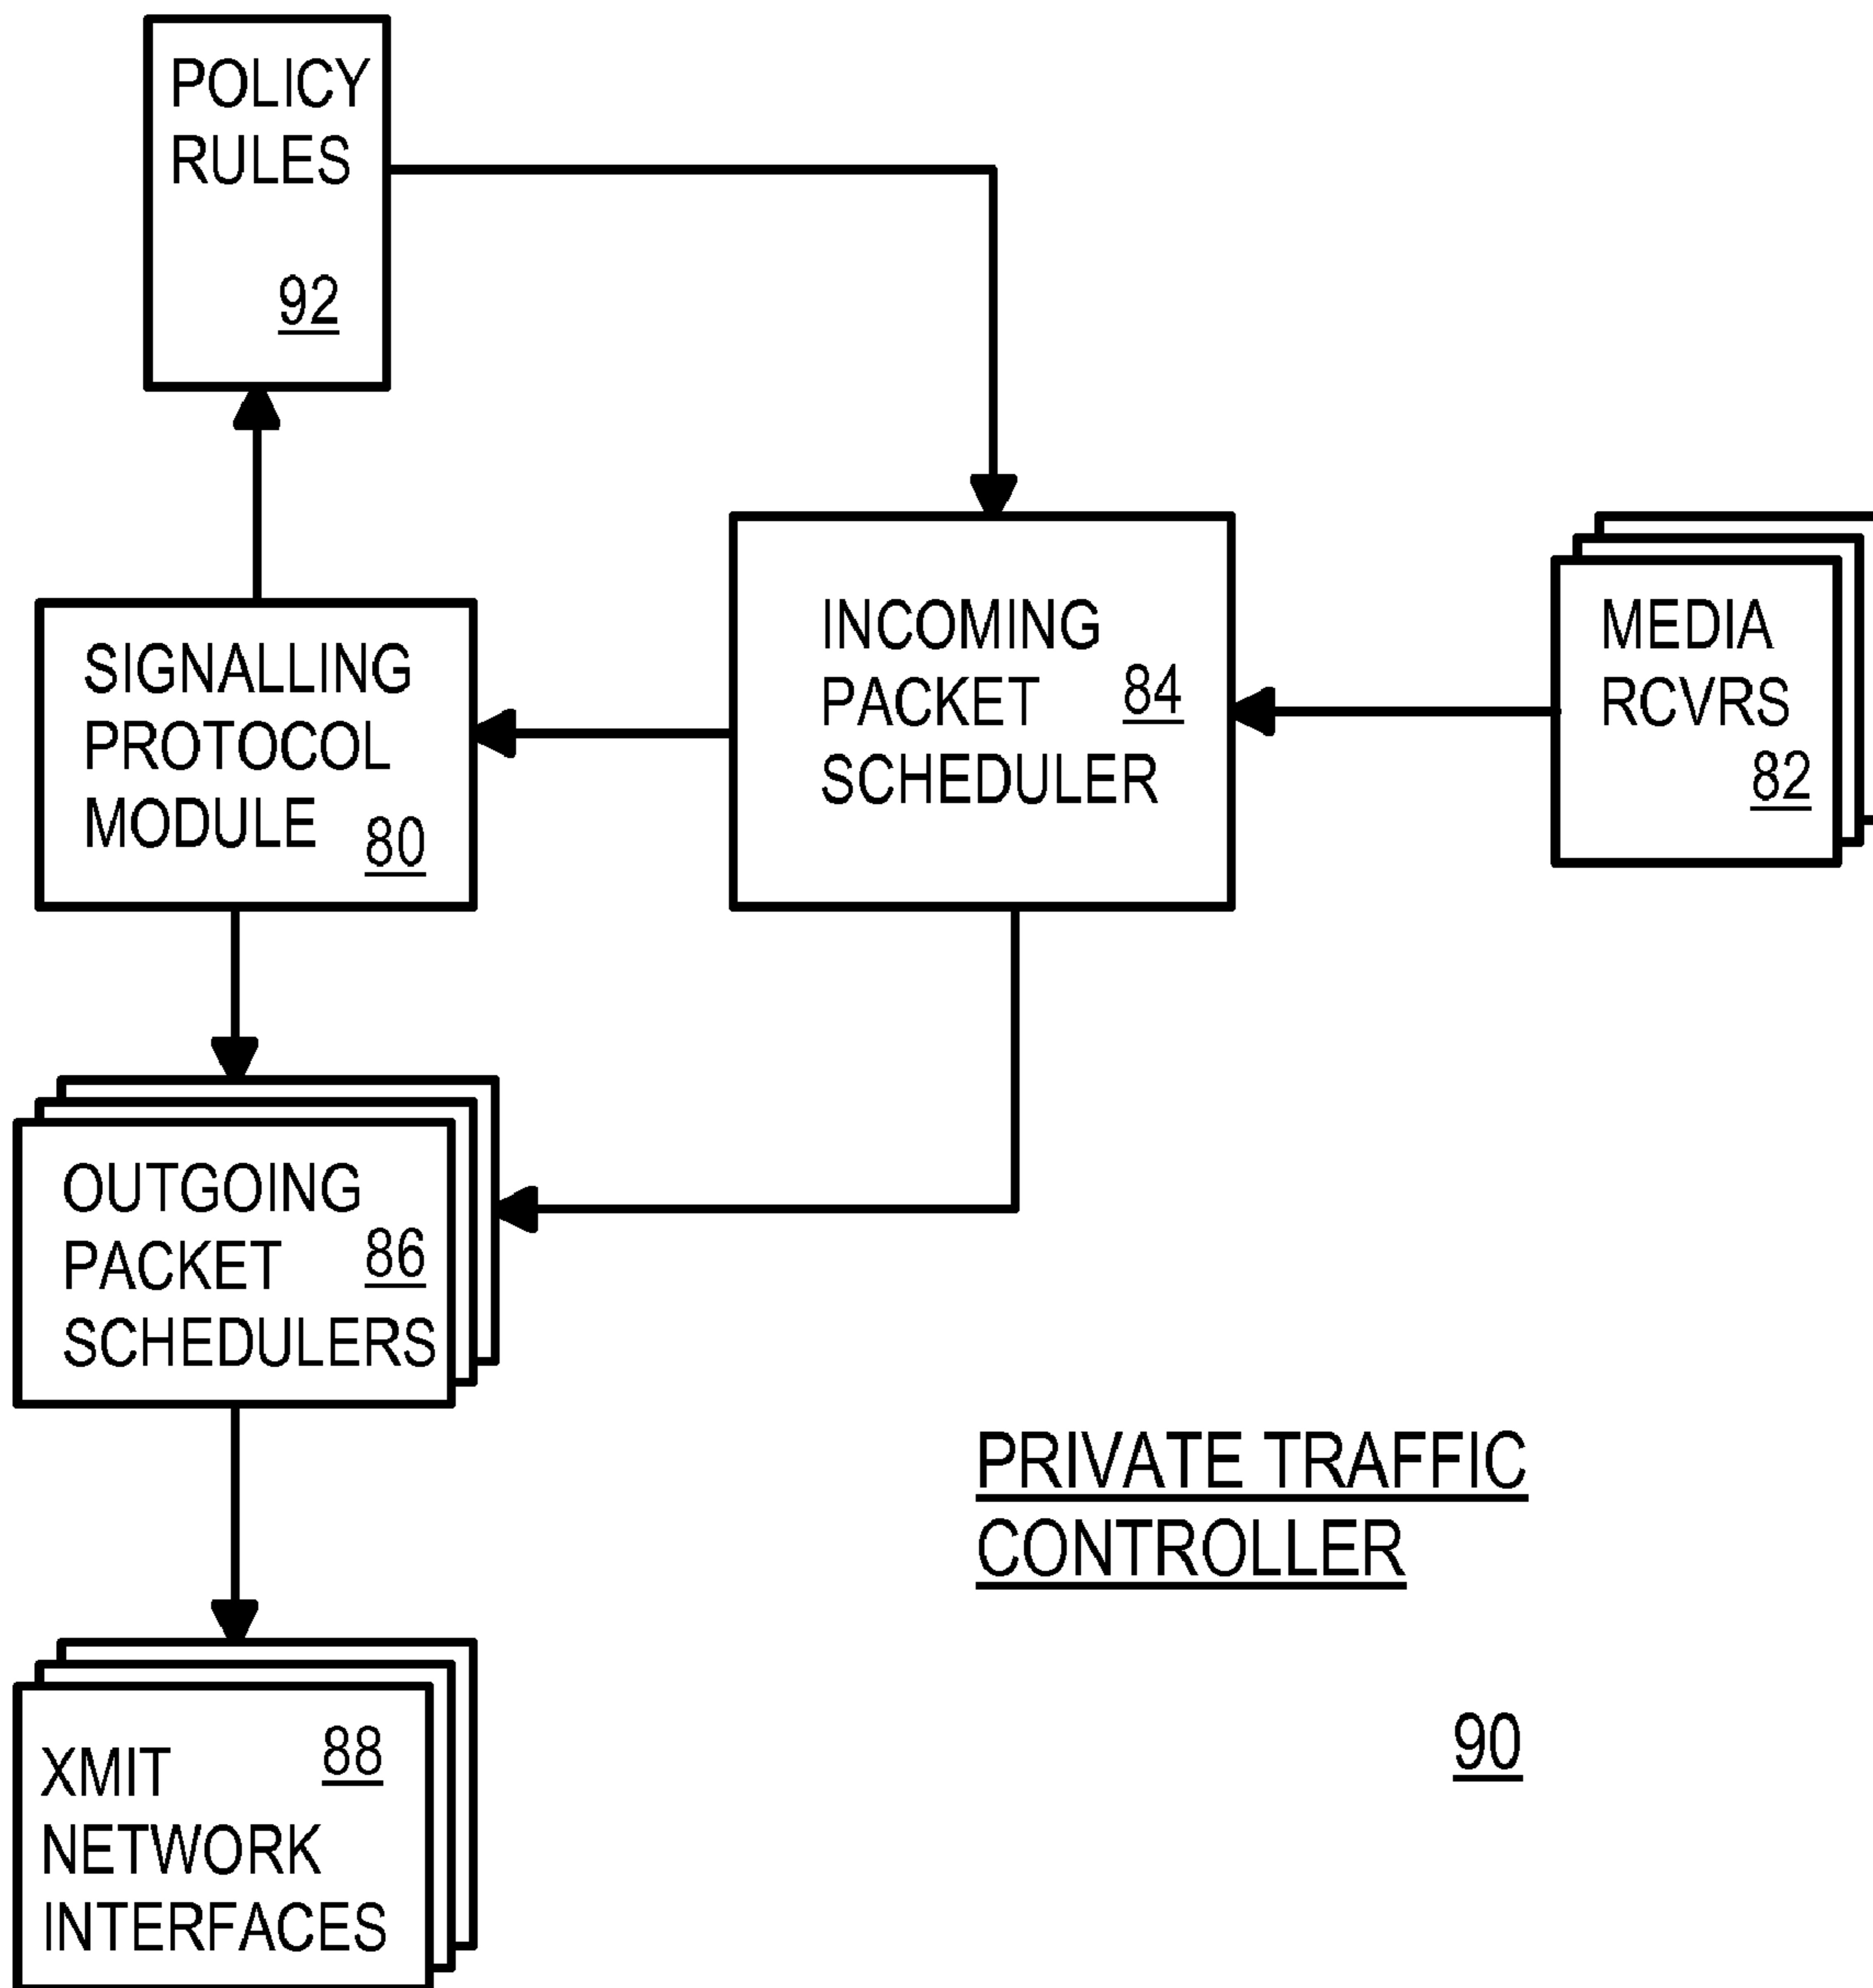 POLICY
RULES
92
SIGNALLING
PROTOCOL
MODULE
80
INCOMING
PACKET
SCHEDULER
84
MEDIA
RCVRS
82
OUTGOING
PACKET
SCHEDULERS
86
XMIT
NETWORK
INTERFACES
88
PRIVATE TRAFFIC
CONTROLLER
90